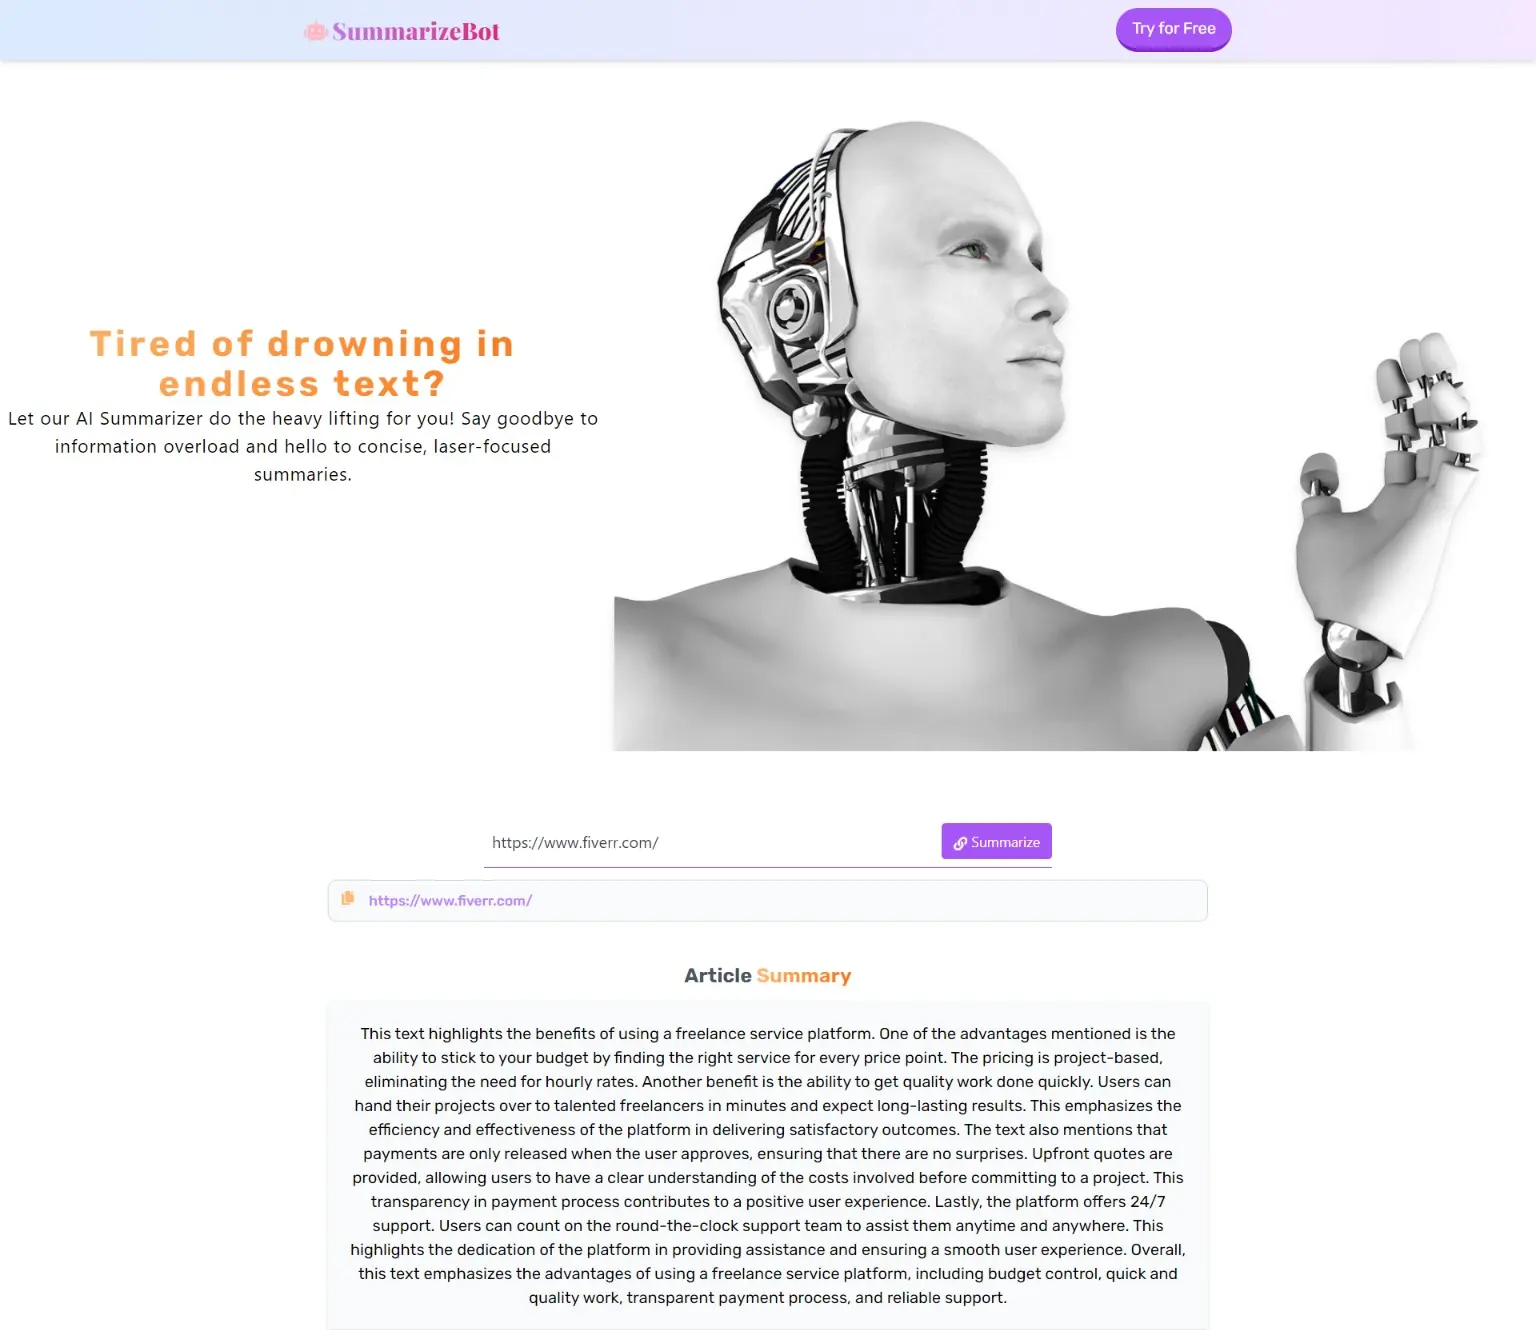 SummarizeBot
Try for Free
Tired of drowning in
endless text?
Let our AI Summarizer do the heavy lifting for you! Say goodbye to
information overload and hello to concise, laser-focused
summaries.
https://www.fiverr.com/
Summarize
https://www.fiverr.com/
Article Summary
This text highlights the benefits of using a freelance service platform. One of the advantages mentioned is the
ability to stick to your budget by finding the right service for every price point. The pricing is project-based,
eliminating the need for hourly rates. Another benefit is the ability to get quality work done quickly. Users can
hand their projects over to talented freelancers in minutes and expect long-lasting results. This emphasizes the
efficiency and effectiveness of the platform in delivering satisfactory outcomes. The text also mentions that
payments are only released when the user approves, ensuring that there are no surprises. Upfront quotes are
provided, allowing users to have a clear understanding of the costs involved before committing to a project. This
transparency in payment process contributes to a positive user experience. Lastly, the platform offers 24/7
support. Users can count on the round-the-clock support team to assist them anytime and anywhere. This
highlights the dedication of the platform in providing assistance and ensuring a smooth user experience. Overall,
this text emphasizes the advantages of using a freelance service platform, including budget control, quick and
quality work, transparent payment process, and reliable support.